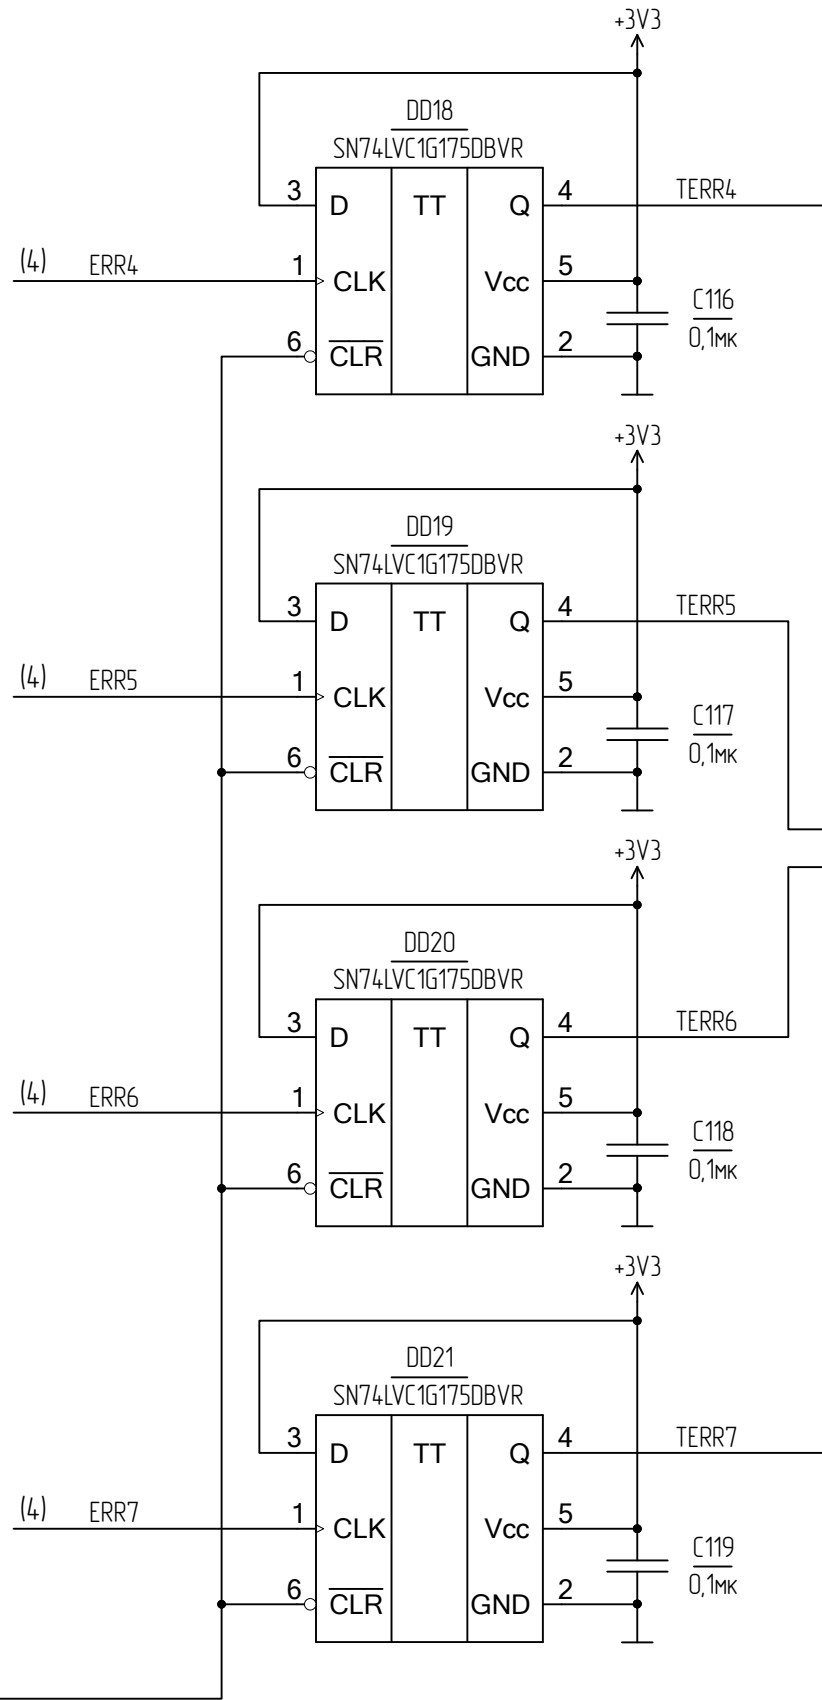 +3V3
DD18
SN74LVC1G175DBVR
3 D TT Q 4 TERR4
(4) ERR4 1 CLK Vcc 5
C116
0,1мк
6 CLR GND 2
+3V3
DD19
SN74LVC1G175DBVR
3 D TT Q 4 TERR5
(4) ERR5 1 CLK Vcc 5
C117
0,1мк
6 CLR GND 2
+3V3
DD20
SN74LVC1G175DBVR
3 D TT Q 4 TERR6
(4) ERR6 1 CLK Vcc 5
C118
0,1мк
6 CLR GND 2
+3V3
DD21
SN74LVC1G175DBVR
3 D TT Q 4 TERR7
(4) ERR7 1 CLK Vcc 5
C119
0,1мк
6 CLR GND 2